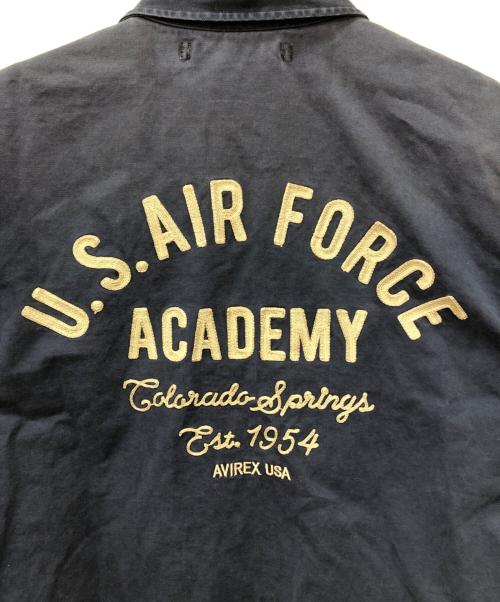 U.S. AIR FORCE
ACADEMY
Colorado Springs
Est. 1954
AVIREX USA